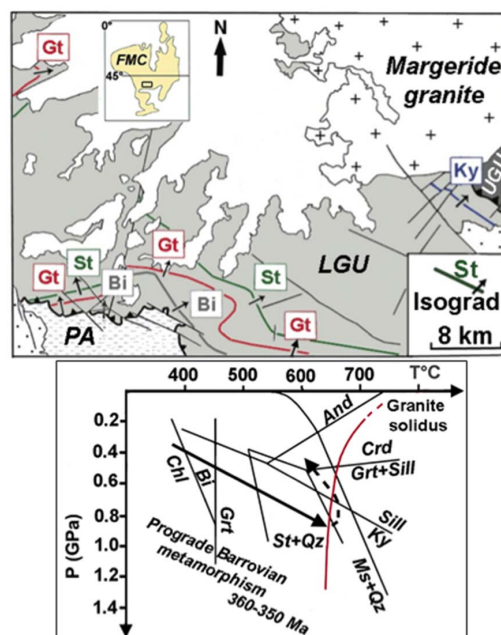 Gt
0°
FMC
45°
N
Margeride
granite
Ky
UGU
Gt
St
Gt
St
Gt
Bi
Bi
LGU
Gt
PA
St
Isograd
8 km
400
500
600
700
T°C
P (GPa)
0
0.4
0.6
0.8
1.0
1.2
1.4
And
Granite
solidus
Crd
Grt+Sill
Chl
Bi
Grt
St+Qz
Sill
Ky
Ms+Qz
Prograde Barrovian
metamorphism
360-350 Ma